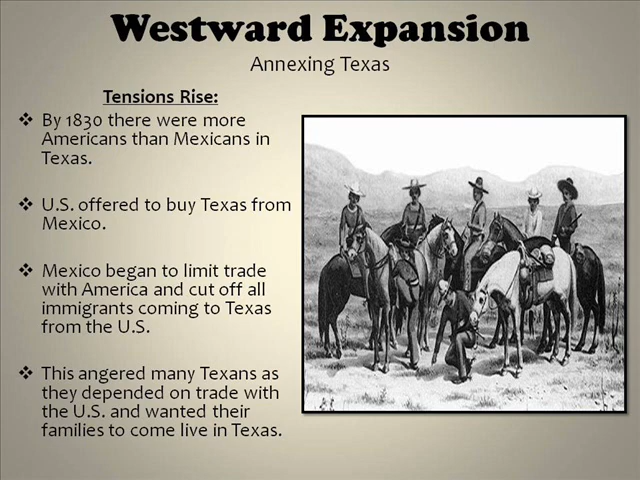 Westward Expansion
Annexing Texas
Tensions Rise:
❖ By 1830 there were more
Americans than Mexicans in
Texas.
❖ U.S. offered to buy Texas from
Mexico.
❖ Mexico began to limit trade
with America and cut off all
immigrants coming to Texas
from the U.S.
❖ This angered many Texans as
they depended on trade with
the U.S. and wanted their
families to come live in Texas.